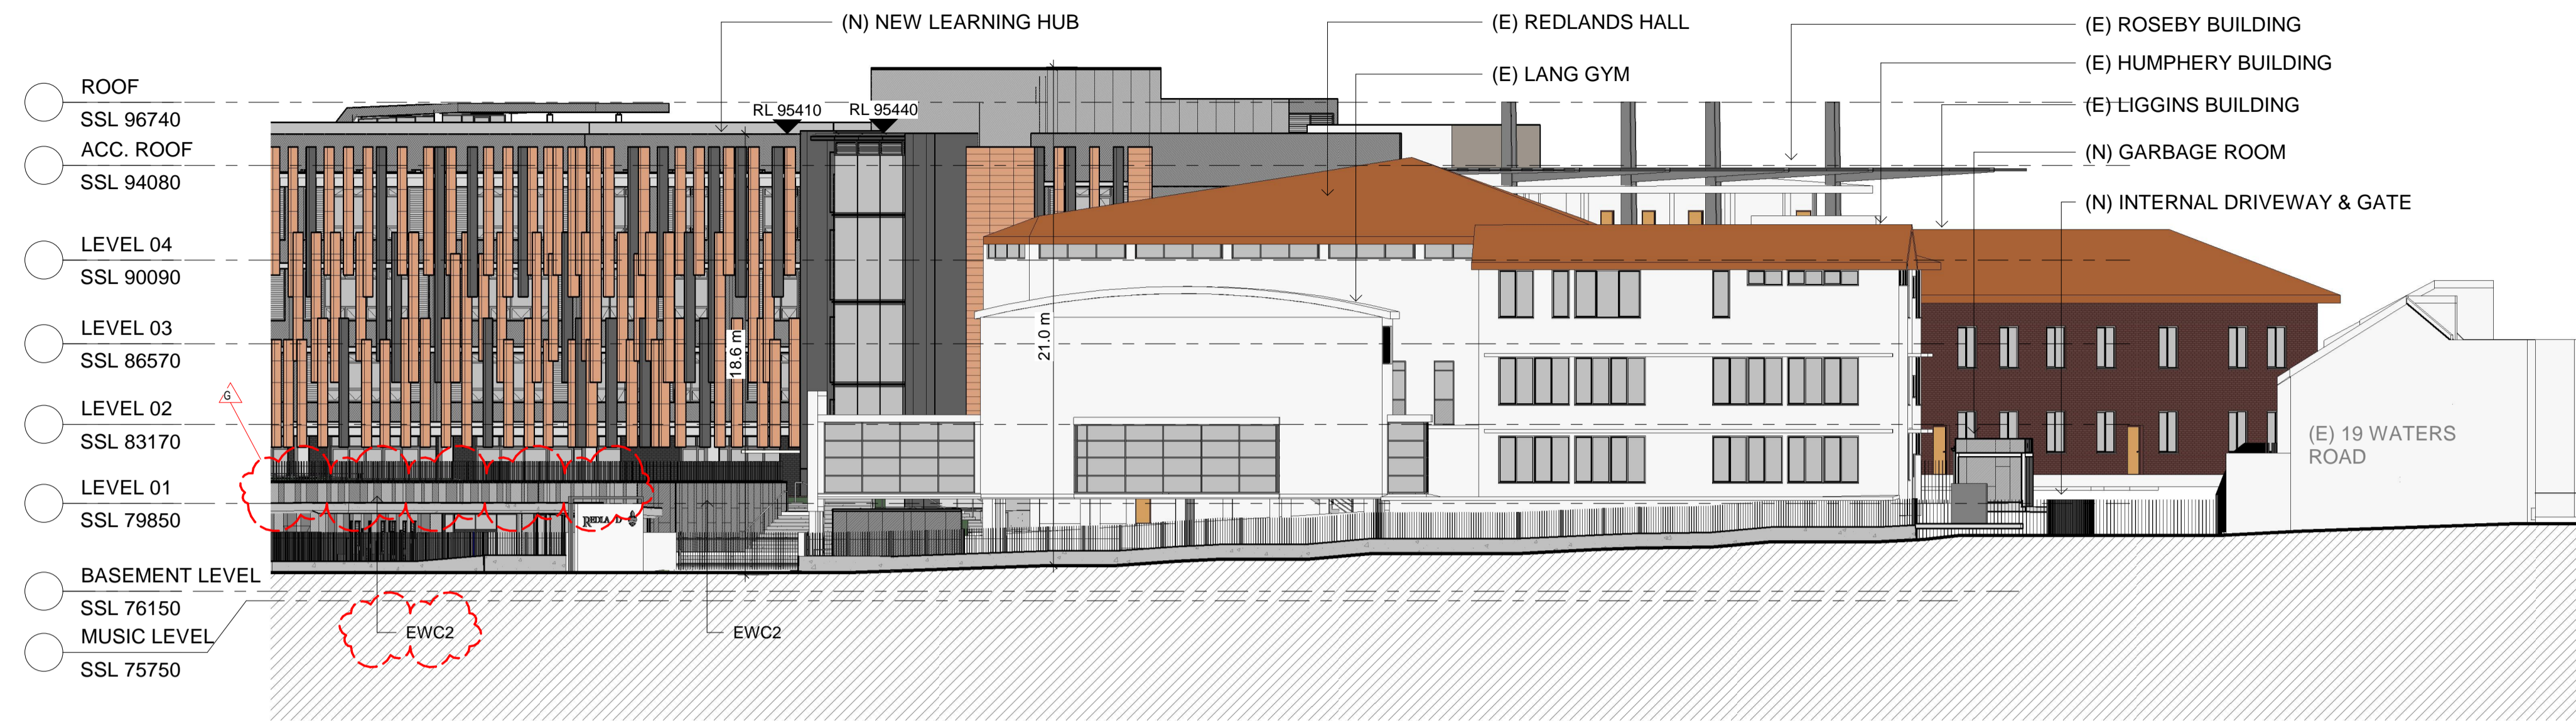 (N) NEW LEARNING HUB
(E) REDLANDS HALL
(E) LANG GYM
(E) ROSEBY BUILDING
(E) HUMPHERY BUILDING
(E) LIGGINS BUILDING
(N) GARBAGE ROOM
(N) INTERNAL DRIVEWAY & GATE
ROOF
SSL 96740
ACC. ROOF
SSL 94080
LEVEL 04
SSL 90090
LEVEL 03
SSL 86570
LEVEL 02
SSL 83170
LEVEL 01
SSL 79850
BASEMENT LEVEL
SSL 76150
MUSIC LEVEL
SSL 75750
RL 95410
RL 95440
18.6 m
21.0 m
G
(E) 19 WATERS
ROAD
EWC2
EWC2